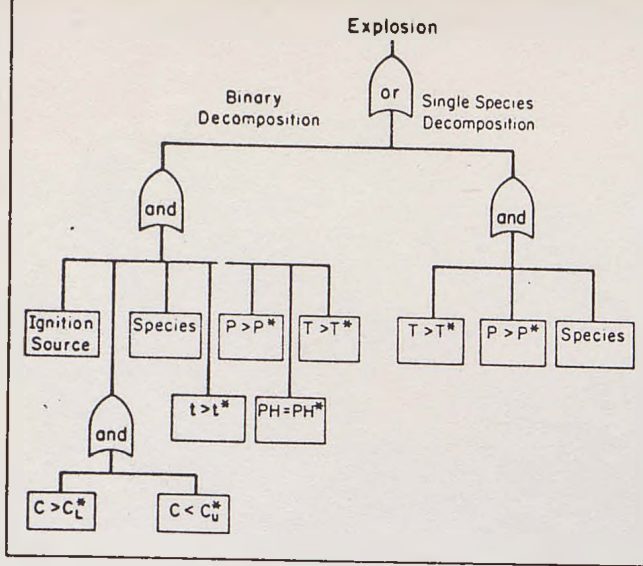 Explosion
or
Binary
Decomposition
Single Species
Decomposition
and
and
Ignition
Source
Species
P > P*
T > T*
T > T*
P > P*
Species
t > t*
PH = PH*
and
C > C*L
C < C*u